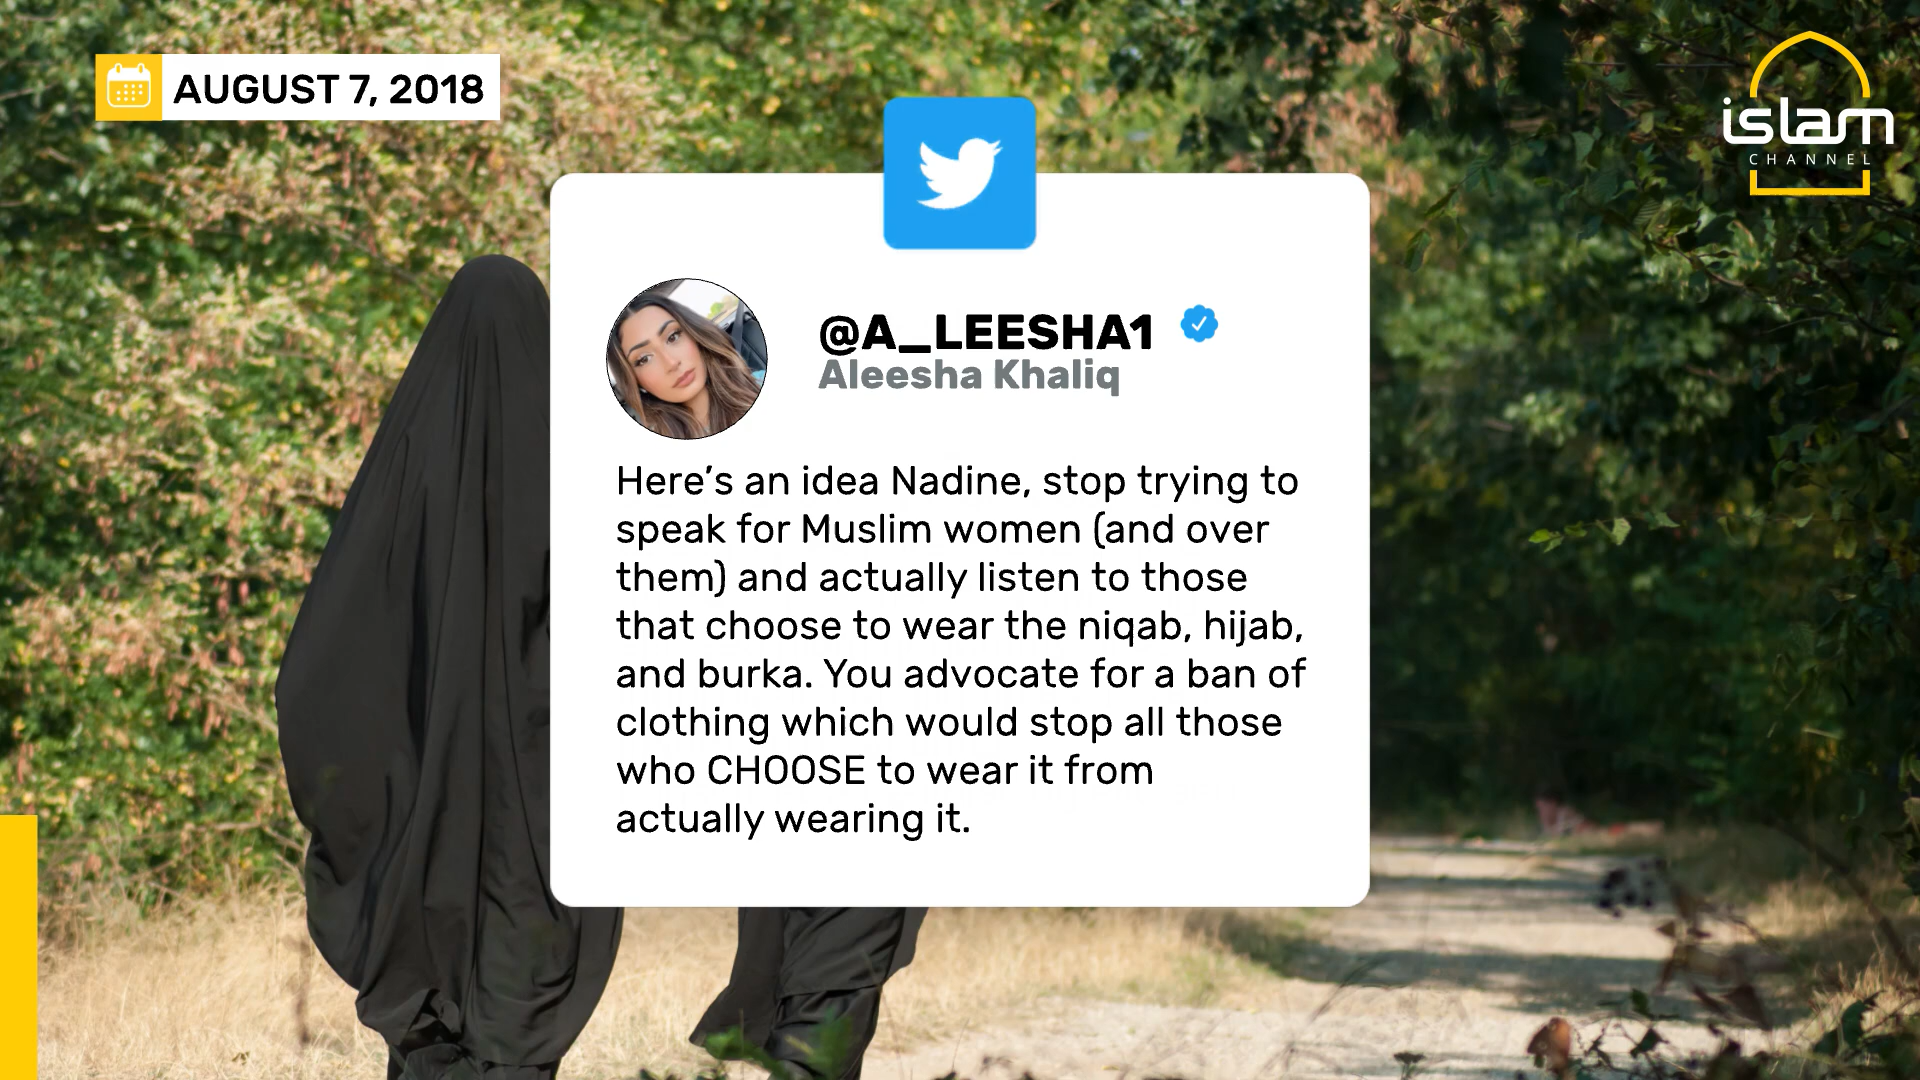 AUGUST 7, 2018
islam
CHANNEL
@A_LEESHA1
Aleesha Khaliq
Here’s an idea Nadine, stop trying to
speak for Muslim women (and over
them) and actually listen to those
that choose to wear the niqab, hijab,
and burka. You advocate for a ban of
clothing which would stop all those
who CHOOSE to wear it from
actually wearing it.